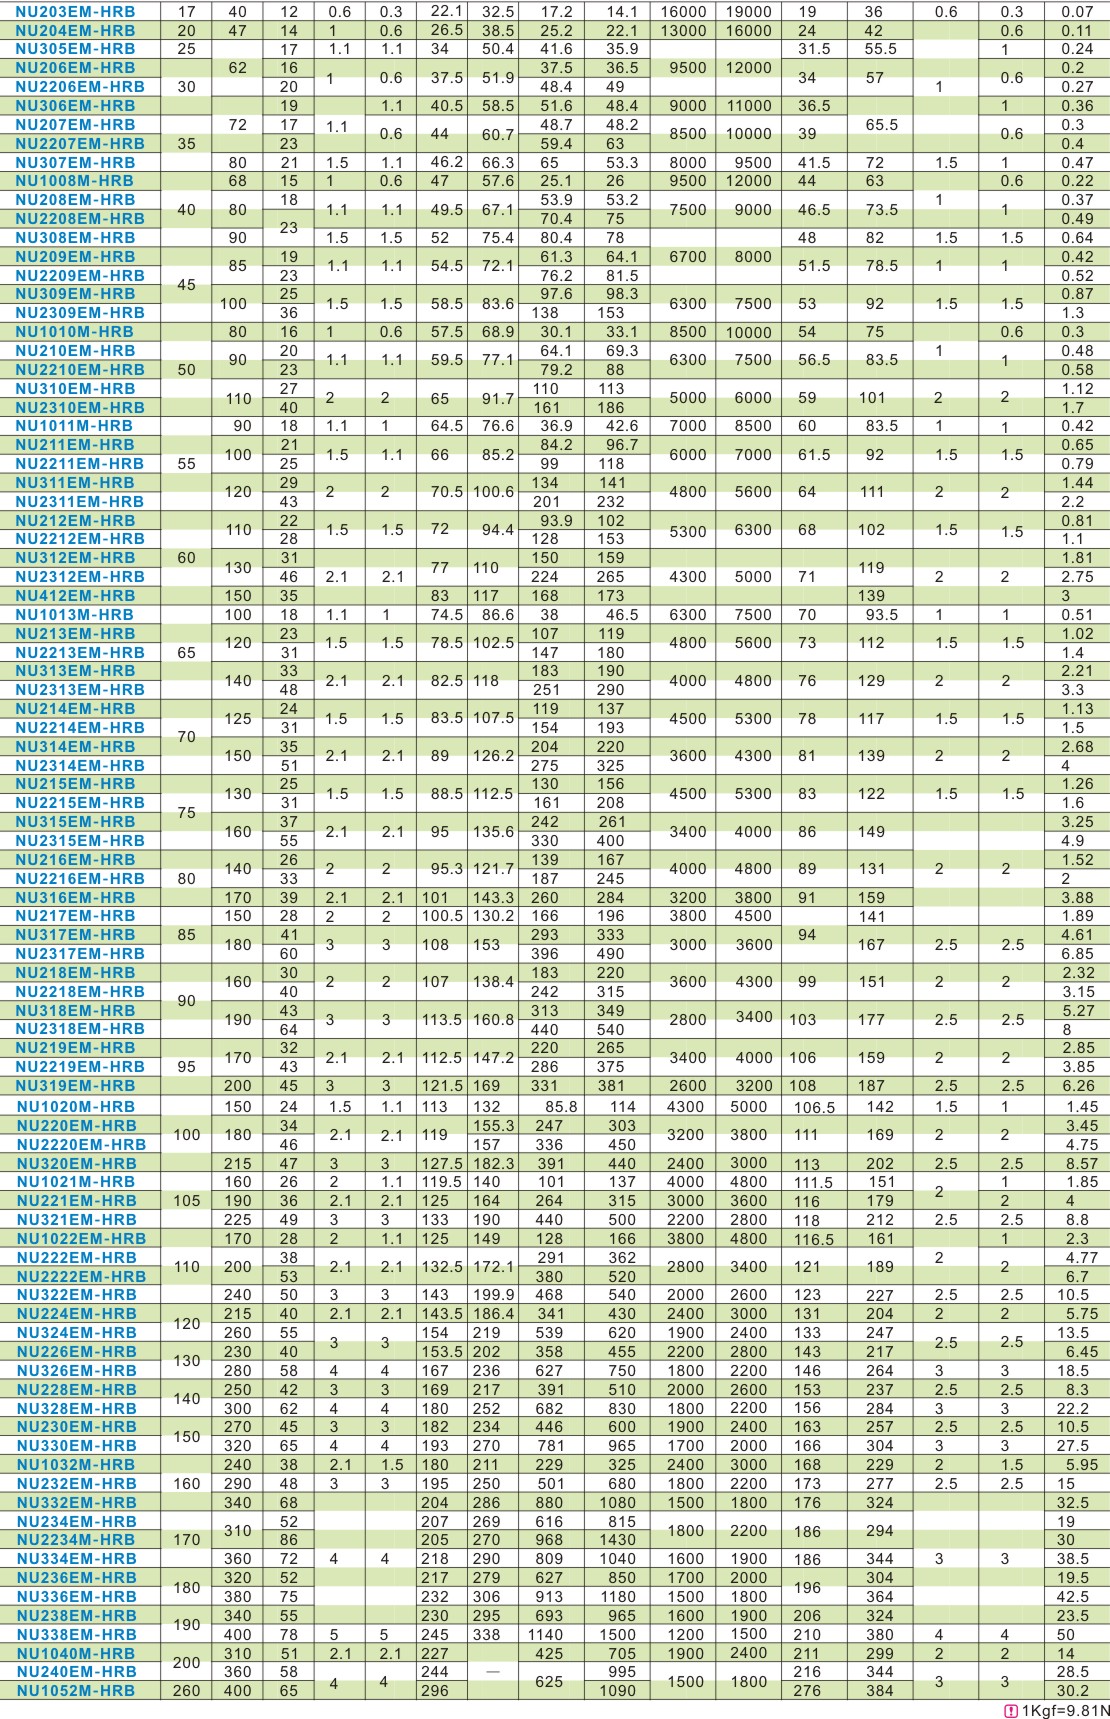 NU203EM-HRB 17 40 12 0.6 0.3 22.1 32.5 17.2 14.1 16000 19000 19 36 0.6 0.3 0.07
NU204EM-HRB 20 47 14 1 0.6 26.5 38.5 25.2 22.1 13000 16000 24 42 0.6 0.11
NU305EM-HRB 25 17 1.1 1.1 34 50.4 41.6 35.9 31.5 55.5 1 0.24
NU206EM-HRB 62 16 1 0.6 37.5 51.9 37.5 36.5 9500 12000 34 57 0.6 0.2
NU2206EM-HRB 30 20 48.4 49 1 0.27
NU306EM-HRB 19 1.1 40.5 58.5 51.6 48.4 9000 11000 36.5 1 0.36
NU207EM-HRB 72 17 1.1 0.6 44 60.7 48.7 48.2 8500 10000 39 65.5 0.6 0.3
NU2207EM-HRB 35 23 59.4 63 0.4
NU307EM-HRB 80 21 1.5 1.1 46.2 66.3 65 53.3 8000 9500 41.5 72 1.5 1 0.47
NU1008M-HRB 68 15 1 0.6 47 57.6 25.1 26 9500 12000 44 63 0.6 0.22
NU208EM-HRB 40 80 18 1.1 1.1 49.5 67.1 53.9 53.2 7500 9000 46.5 73.5 1 1 0.37
NU2208EM-HRB 23 70.4 75 0.49
NU308EM-HRB 90 1.5 1.5 52 75.4 80.4 78 48 82 1.5 1.5 0.64
NU209EM-HRB 85 19 1.1 1.1 54.5 72.1 61.3 64.1 6700 8000 51.5 78.5 1 1 0.42
NU2209EM-HRB 45 23 76.2 81.5 0.52
NU309EM-HRB 100 25 1.5 1.5 58.5 83.6 97.6 98.3 6300 7500 53 92 1.5 1.5 0.87
NU2309EM-HRB 36 138 153 1.3
NU1010M-HRB 80 16 1 0.6 57.5 68.9 30.1 33.1 8500 10000 54 75 0.6 0.3
NU210EM-HRB 90 20 1.1 1.1 59.5 77.1 64.1 69.3 6300 7500 56.5 83.5 1 1 0.48
NU2210EM-HRB 50 23 79.2 88 0.58
NU310EM-HRB 110 27 2 2 65 91.7 110 113 5000 6000 59 101 2 2 1.12
NU2310EM-HRB 40 161 186 1.7
NU1011M-HRB 90 18 1.1 1 64.5 76.6 36.9 42.6 7000 8500 60 83.5 1 1 0.42
NU211EM-HRB 100 21 1.5 1.1 66 85.2 84.2 96.7 6000 7000 61.5 92 1.5 1.5 0.65
NU2211EM-HRB 55 25 99 118 0.79
NU311EM-HRB 120 29 2 2 70.5 100.6 134 141 4800 5600 64 111 2 2 1.44
NU2311EM-HRB 43 201 232 2.2
NU212EM-HRB 110 22 1.5 1.5 72 94.4 93.9 102 5300 6300 68 102 1.5 1.5 0.81
NU2212EM-HRB 28 128 153 1.1
NU312EM-HRB 60 130 31 77 110 150 159 119 1.81
NU2312EM-HRB 46 2.1 2.1 224 265 4300 5000 71 2 2 2.75
NU412EM-HRB 150 35 83 117 168 173 139 3
NU1013M-HRB 100 18 1.1 1 74.5 86.6 38 46.5 6300 7500 70 93.5 1 1 0.51
NU213EM-HRB 120 23 1.5 1.5 78.5 102.5 107 119 4800 5600 73 112 1.5 1.5 1.02
NU2213EM-HRB 65 31 147 180 1.4
NU313EM-HRB 140 33 2.1 2.1 82.5 118 183 190 4000 4800 76 129 2 2 2.21
NU2313EM-HRB 48 251 290 3.3
NU214EM-HRB 125 24 1.5 1.5 83.5 107.5 119 137 4500 5300 78 117 1.5 1.5 1.13
NU2214EM-HRB 70 31 154 193 1.5
NU314EM-HRB 150 35 2.1 2.1 89 126.2 204 220 3600 4300 81 139 2 2 2.68
NU2314EM-HRB 51 275 325 4
NU215EM-HRB 130 25 1.5 1.5 88.5 112.5 130 156 4500 5300 83 122 1.5 1.5 1.26
NU2215EM-HRB 75 31 161 208 1.6
NU315EM-HRB 160 37 2.1 2.1 95 135.6 242 261 3400 4000 86 149 3.25
NU2315EM-HRB 55 330 400 4.9
NU216EM-HRB 140 26 2 2 95.3 121.7 139 167 4000 4800 89 131 2 2 1.52
NU2216EM-HRB 80 33 187 245 2
NU316EM-HRB 170 39 2.1 2.1 101 143.3 260 284 3200 3800 91 159 3.88
NU217EM-HRB 150 28 2 2 100.5 130.2 166 196 3800 4500 141 1.89
NU317EM-HRB 85 180 41 3 3 108 153 293 333 3000 3600 94 167 2.5 2.5 4.61
NU2317EM-HRB 60 396 490 6.85
NU218EM-HRB 160 30 2 2 107 138.4 183 220 3600 4300 99 151 2 2 2.32
NU2218EM-HRB 90 40 242 315 3.15
NU318EM-HRB 190 43 3 3 113.5 160.8 313 349 2800 3400 103 177 2.5 2.5 5.27
NU2318EM-HRB 64 440 540 8
NU219EM-HRB 170 32 2.1 2.1 112.5 147.2 220 265 3400 4000 106 159 2 2 2.85
NU2219EM-HRB 95 43 286 375 3.85
NU319EM-HRB 200 45 3 3 121.5 169 331 381 2600 3200 108 187 2.5 2.5 6.26
NU1020M-HRB 150 24 1.5 1.1 113 132 85.8 114 4300 5000 106.5 142 1.5 1 1.45
NU220EM-HRB 100 180 34 2.1 2.1 119 155.3 247 303 3200 3800 111 169 2 2 3.45
NU2220EM-HRB 46 157 336 450 4.75
NU320EM-HRB 215 47 3 3 127.5 182.3 391 440 2400 3000 113 202 2.5 2.5 8.57
NU1021M-HRB 160 26 2 1.1 119.5 140 101 137 4000 4800 111.5 151 2 1 1.85
NU221EM-HRB 105 190 36 2.1 2.1 125 164 264 315 3000 3600 116 179 2 4
NU321EM-HRB 225 49 3 3 133 190 440 500 2200 2800 118 212 2.5 2.5 8.8
NU1022EM-HRB 170 28 2 1.1 125 149 128 166 3800 4800 116.5 161 1 2.3
NU222EM-HRB 110 200 38 2.1 2.1 132.5 172.1 291 362 2800 3400 121 189 2 2 4.77
NU2222EM-HRB 53 380 520 6.7
NU322EM-HRB 240 50 3 3 143 199.9 468 540 2000 2600 123 227 2.5 2.5 10.5
NU224EM-HRB 120 215 40 2.1 2.1 143.5 186.4 341 430 2400 3000 131 204 2 2 5.75
NU324EM-HRB 260 55 3 3 154 219 539 620 1900 2400 133 247 2.5 2.5 13.5
NU226EM-HRB 130 230 40 153.5 202 358 455 2200 2800 143 217 6.45
NU326EM-HRB 280 58 4 4 167 236 627 750 1800 2200 146 264 3 3 18.5
NU228EM-HRB 140 250 42 3 3 169 217 391 510 2000 2600 153 237 2.5 2.5 8.3
NU328EM-HRB 300 62 4 4 180 252 682 830 1800 2200 156 284 3 3 22.2
NU230EM-HRB 150 270 45 3 3 182 234 446 600 1900 2400 163 257 2.5 2.5 10.5
NU330EM-HRB 320 65 4 4 193 270 781 965 1700 2000 166 304 3 3 27.5
NU1032M-HRB 240 38 2.1 1.5 180 211 229 325 2400 3000 168 229 2 1.5 5.95
NU232EM-HRB 160 290 48 3 3 195 250 501 680 1800 2200 173 277 2.5 2.5 15
NU332EM-HRB 340 68 204 286 880 1080 1500 1800 176 324 32.5
NU234EM-HRB 310 52 207 269 616 815 1800 2200 186 294 19
NU2234M-HRB 170 86 205 270 968 1430 30
NU334EM-HRB 360 72 4 4 218 290 809 1040 1600 1900 186 344 3 3 38.5
NU236EM-HRB 180 320 52 217 279 627 850 1700 2000 196 304 19.5
NU336EM-HRB 380 75 232 306 913 1180 1500 1800 364 42.5
NU238EM-HRB 190 340 55 230 295 693 965 1600 1900 206 324 23.5
NU338EM-HRB 400 78 5 5 245 338 1140 1500 1200 1500 210 380 4 4 50
NU1040M-HRB 200 310 51 2.1 2.1 227 425 705 1900 2400 211 299 2 2 14
NU240EM-HRB 360 58 4 4 244 — 625 995 1500 1800 216 344 3 3 28.5
NU1052M-HRB 260 400 65 296 1090 276 384 30.2
1Kgf=9.81N